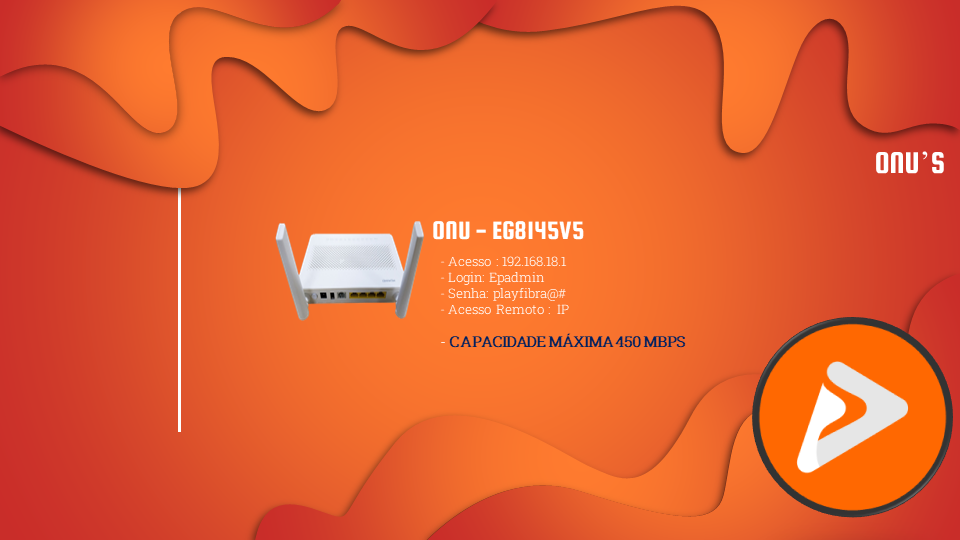 ONU'S
ONU - EG8145V5
- Acesso : 192.168.18.1
- Login: Epadmin
- Senha: playfibra@#
- Acesso Remoto : IP
- CAPACIDADE MÁXIMA 450 MBPS